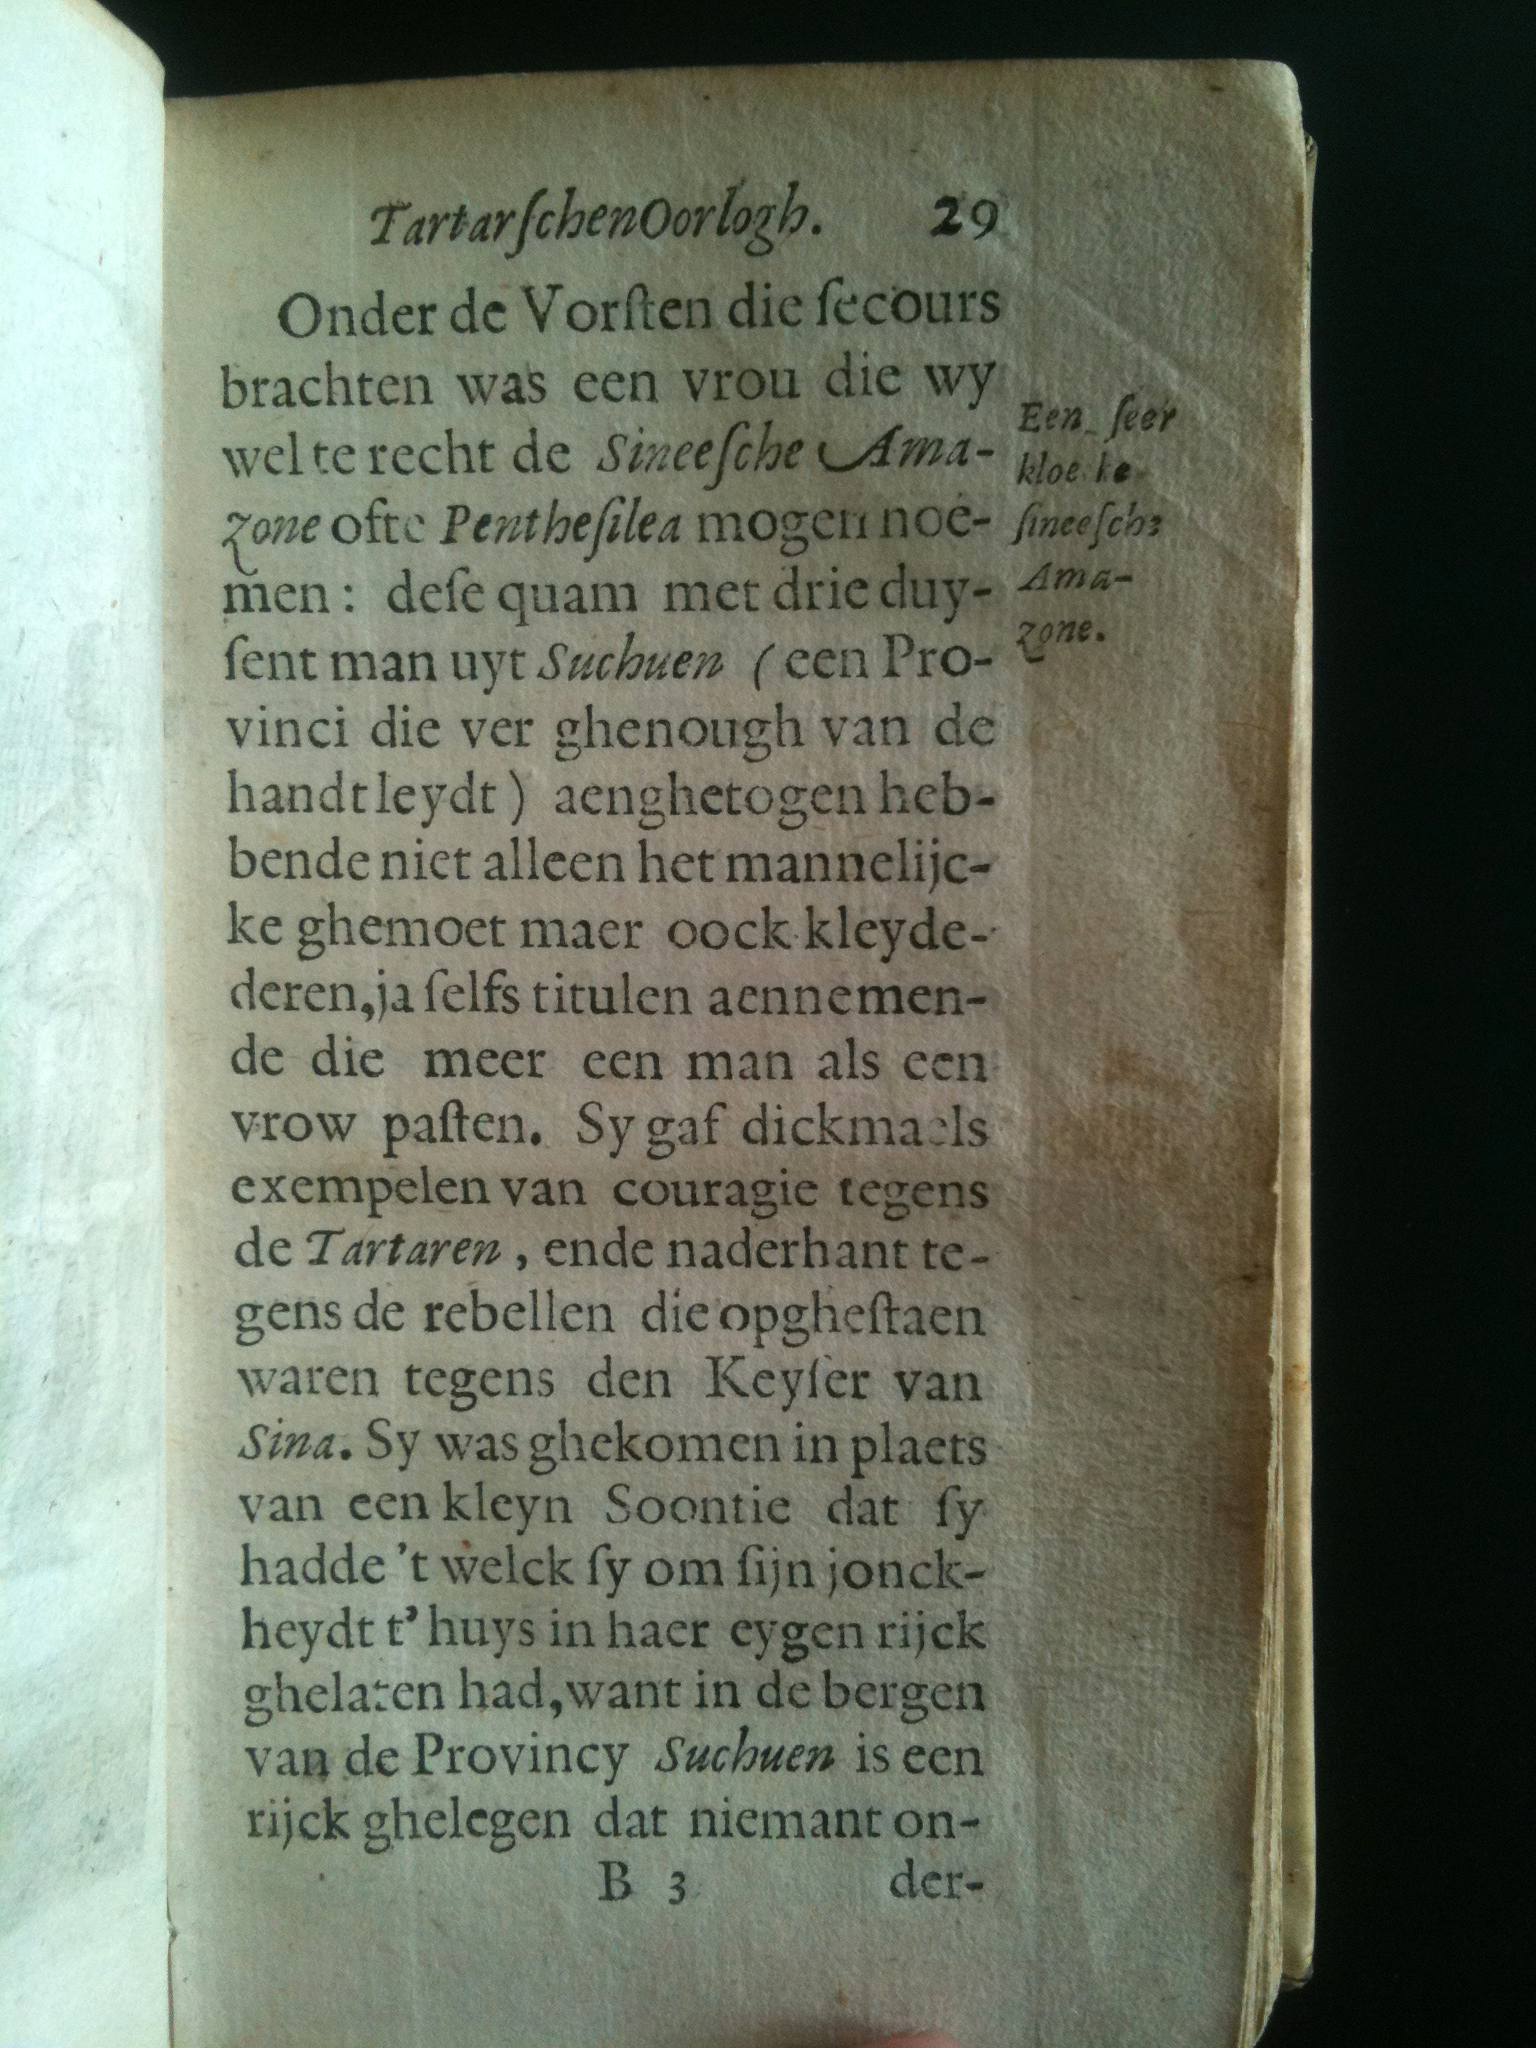 TartarſchenOorlogh. 29
Onder de Vorſten die ſecours
brachten was een vrou die wy
wel te recht de Sineeſche Ama-
zone ofte Pentheſilea mogen noe-
men: deſe quam met drie duy-
ſent man uyt Suchuen (een Pro-
vinci die ver ghenough van de
handt leydt) aenghetogen heb-
bende niet alleen het mannelijc-
ke ghemoet maer oock kleyde-
deren, ja ſelfs titulen aennemen-
de die meer een man als een
vrow paſten. Sy gaf dickmaels
exempelen van couragie tegens
de Tartaren, ende naderhant te-
gens de rebellen die opgheſtaen
waren tegens den Keyſer van
Sina. Sy was ghekomen in plaets
van een kleyn Soontie dat ſy
hadde 't welck ſy om ſijn jonck-
heydt t' huys in haer eygen rijck
ghelaten had, want in de bergen
van de Provincy Suchuen is een
rijck ghelegen dat niemant on-
B 3 der-
Een ſeer
kloeke
ſineeſche
Ama-
zone.